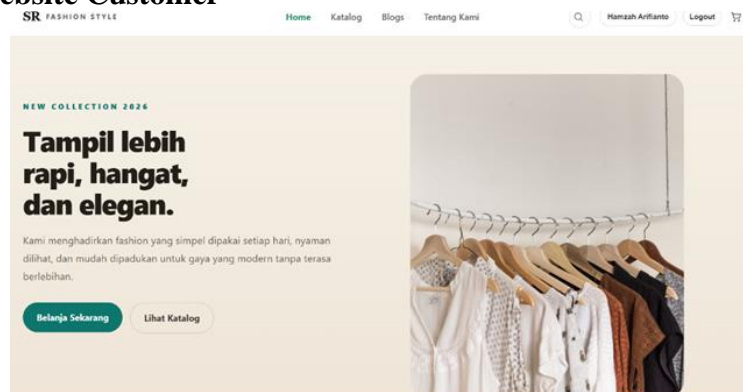 ebsite Customer
SR FASHION STYLE
Home Katalog Blogs Tentang Kami
Hamzah Arifianto Logout
NEW COLLECTION 2026
Tampil lebih
rapi, hangat,
dan elegan.
Kami menghadirkan fashion yang simpel dipakai setiap hari, nyaman
dilihat, dan mudah dipadukan untuk gaya yang modern tanpa terasa
berlebihan.
Belanja Sekarang Lihat Katalog